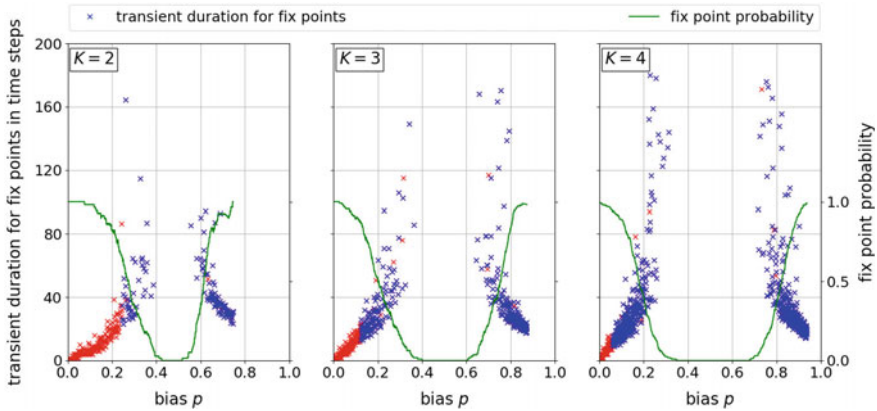 transient duration for fix points
fix point probability
transient duration for fix points in time steps
200
160
120
80
40
0
K = 2
K = 3
K = 4
1.0
0.5
0.0
fix point probability
0.0 0.2 0.4 0.6 0.8 1.0
0.0 0.2 0.4 0.6 0.8 1.0
0.0 0.2 0.4 0.6 0.8 1.0
bias p
bias p
bias p